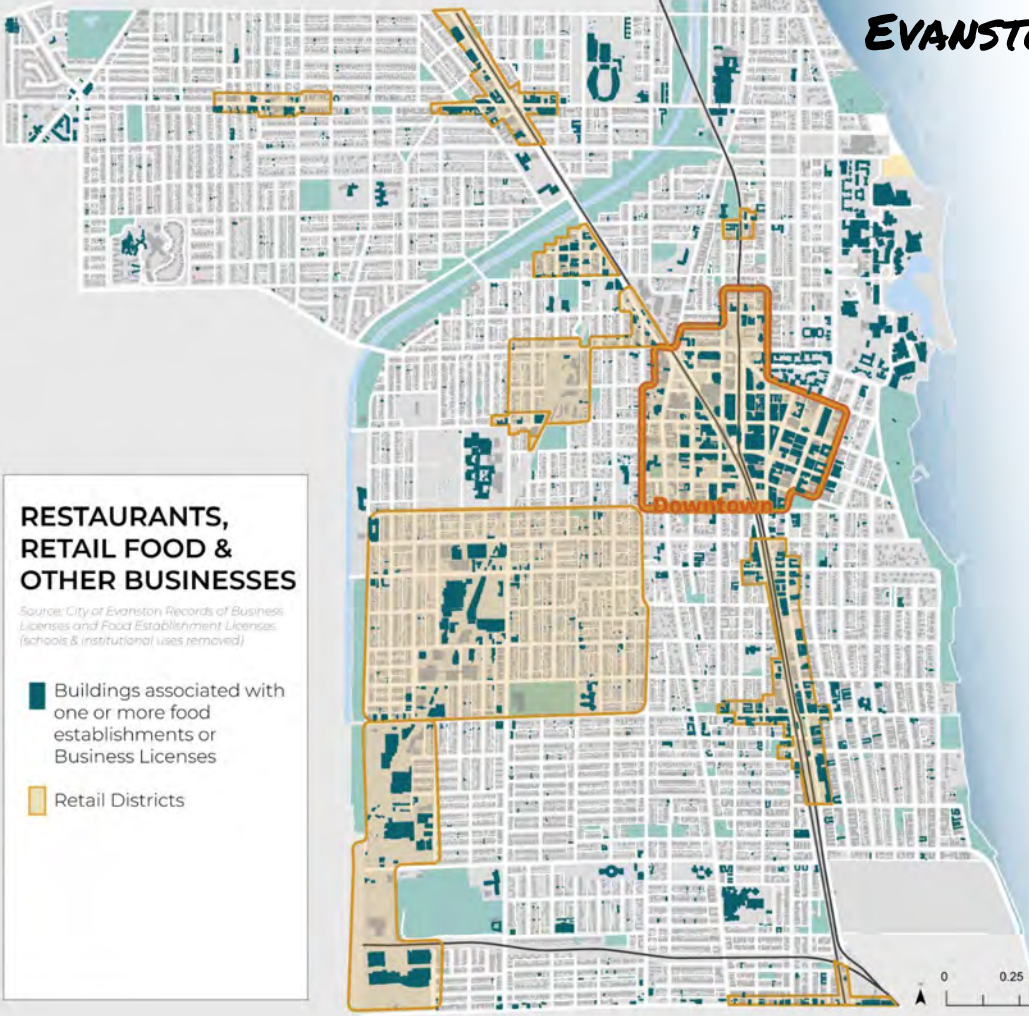 EVANSTO
RESTAURANTS,
RETAIL FOOD &
OTHER BUSINESSES
Source: City of Evanston Records of Business
Licenses and Food Establishment Licenses.
(schools & institutional uses removed)
Buildings associated with
one or more food
establishments or
Business Licenses
Retail Districts
Downtown
0 0.25